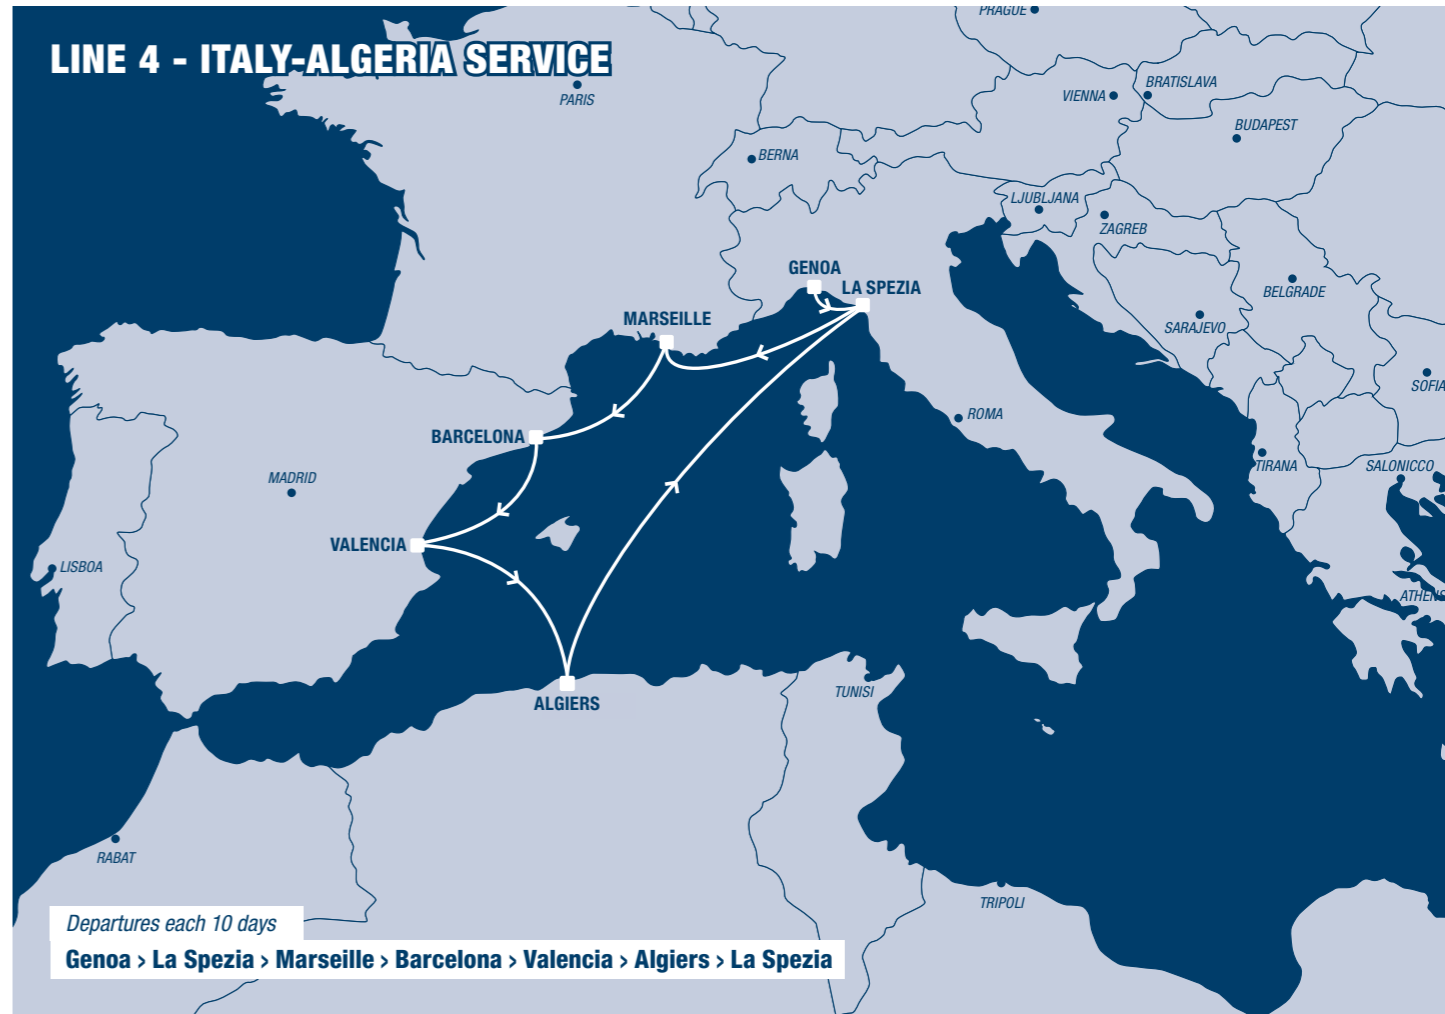 PRAGUE
LINE 4 - ITALY-ALGERIA SERVICE
PARIS
VIENNA
BRATISLAVA
BUDAPEST
BERNA
LJUBLJANA
ZAGREB
GENOA
LA SPEZIA
BELGRADE
MARSEILLE
SARAJEVO
SOFIA
ROMA
BARCELONA
TIRANA
SALONICCO
MADRID
VALENCIA
LISBOA
ATHENS
TUNISI
ALGIERS
RABAT
TRIPOLI
Departures each 10 days
Genoa › La Spezia › Marseille › Barcelona › Valencia › Algiers › La Spezia